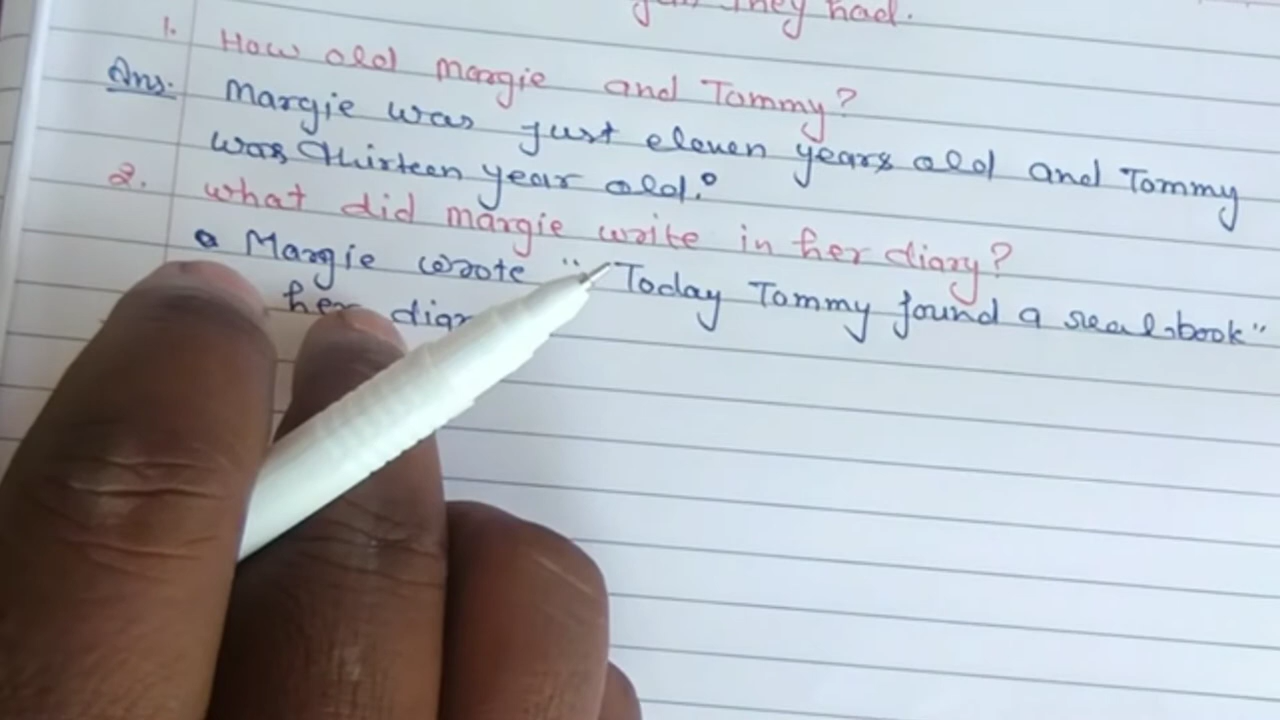 They had.
1. How old margie and Tommy?
Ans. Margie was just eleven years old and Tommy
was thirteen year old.
2. what did margie write in her diary?
Margie wrote " Today Tommy found a real book"
her